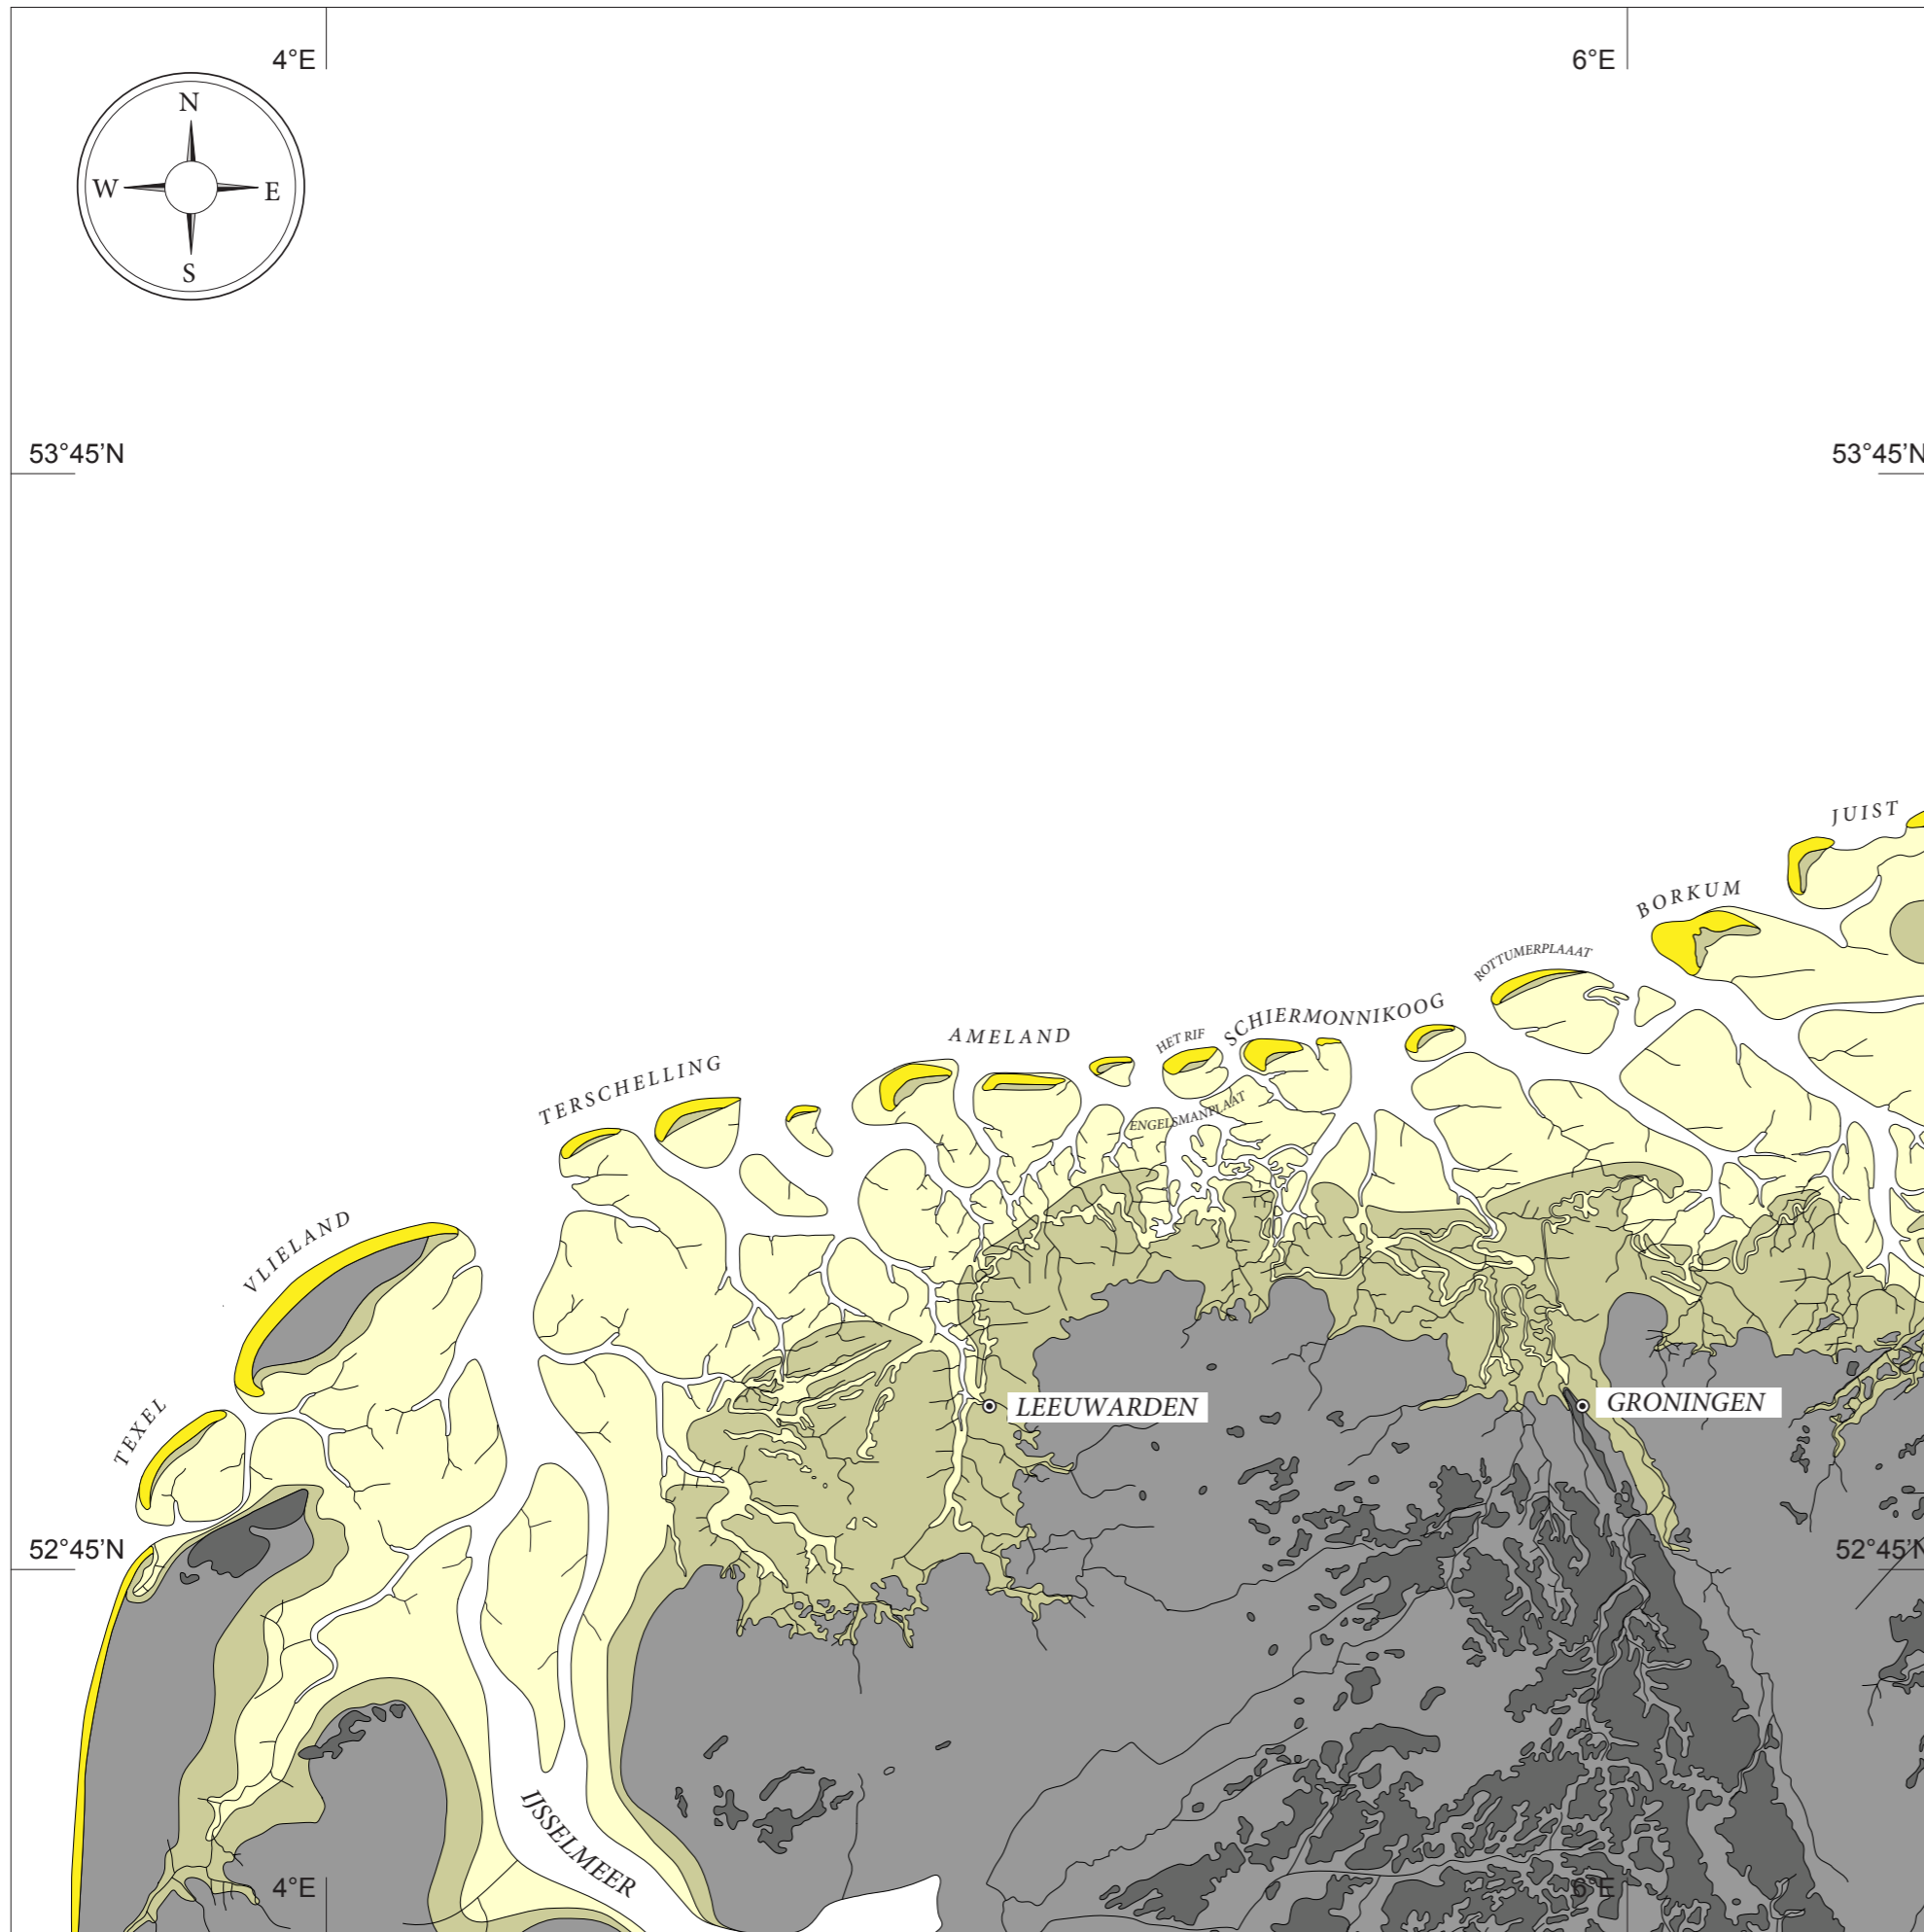 4°E
6°E
N
W
E
S
53°45’N
53°45’N
JUIST
BORKUM
ROTTUMERPLAAAT
SCHIERMONNIKOOG
HET RIF
AMELAND
TERSCHELLING
ENGELSMANPLAAT
VLIELAND
TEXEL
LEEUWARDEN
GRONINGEN
52°45’N
52°45’N
IJSSELMEER
4°E
6°E